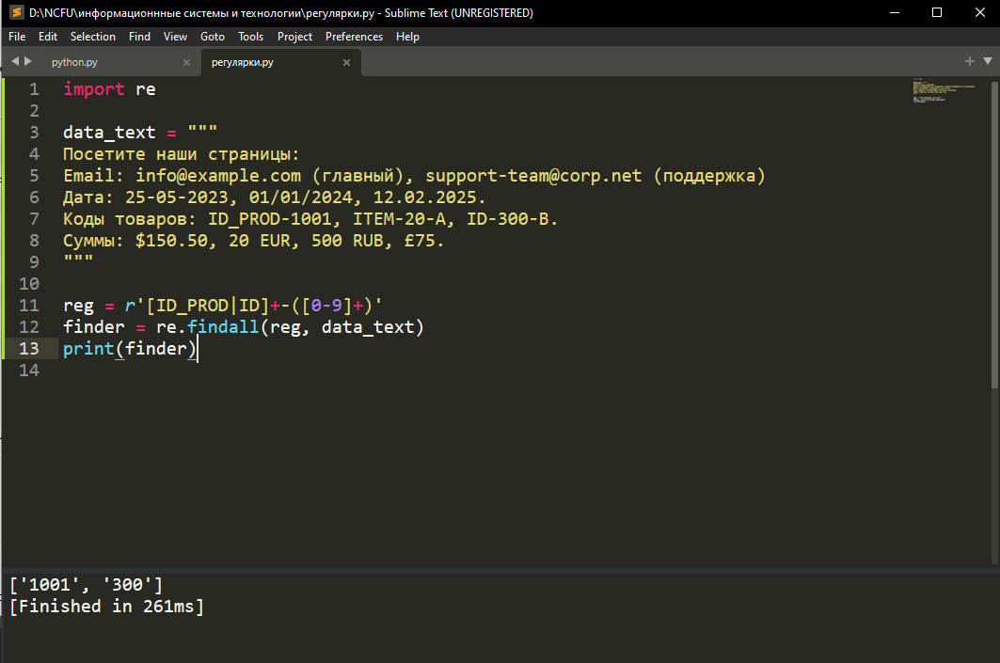 D:\NCFU\информационнные системы и технологии\регулярки.py - Sublime Text (UNREGISTERED)
File Edit Selection Find View Goto Tools Project Preferences Help
python.py × регулярки.py ×
1 import re
2
3 data_text = """
4 Посетите наши страницы:
5 Email: info@example.com (главный), support-team@corp.net (поддержка)
6 Дата: 25-05-2023, 01/01/2024, 12.02.2025.
7 Коды товаров: ID_PROD-1001, ITEM-20-A, ID-300-B.
8 Суммы: $150.50, 20 EUR, 500 RUB, £75.
9 """
10
11 reg = r'[ID_PROD|ID]+-([0-9]+)'
12 finder = re.findall(reg, data_text)
13 print(finder)
14
['1001', '300']
[Finished in 261ms]